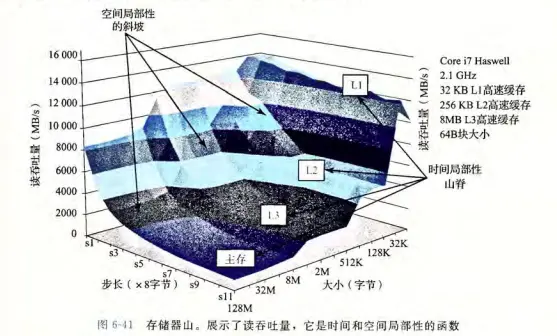 空间局部性
的斜坡
16 000
14 000
12 000
10 000
8000
6000
4000
2000
0
读吞吐量（MB/s）
s1
s3
s5
s7
s9
s11
步长（×8字节）
128M
32M
8M
2M
512K
128K
32K
大小（字节）
L1
L2
L3
主存
读吞吐量（MB/s）
Core i7 Haswell
2.1 GHz
32 KB L1高速缓存
256 KB L2高速缓存
8MB L3高速缓存
64B块大小
时间局部性
山脊
图 6-41 存储器山。展示了读吞吐量，它是时间和空间局部性的函数